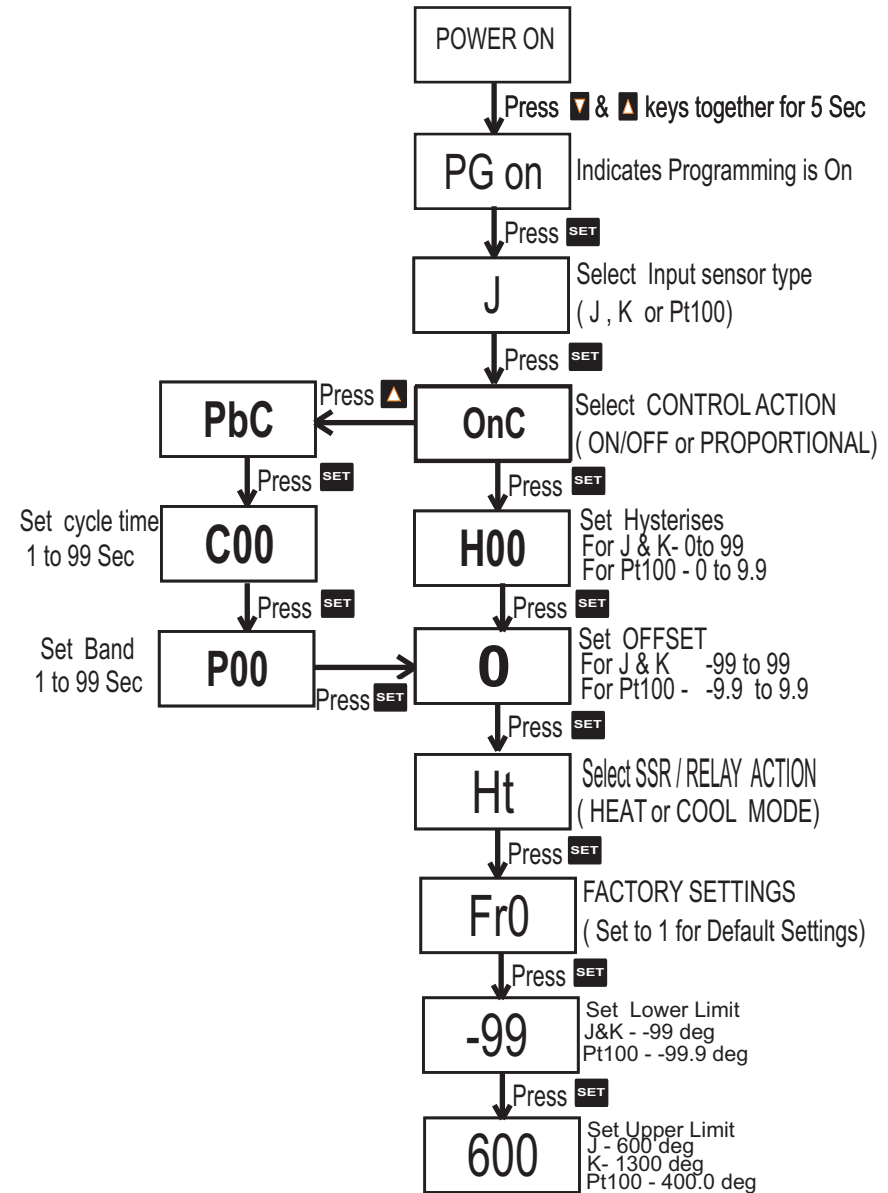 POWER ON
Press & keys together for 5 Sec
PG on
Indicates Programming is On
Press SET
J
Select Input sensor type
( J , K or Pt100)
Press SET
OnC
Select CONTROL ACTION
( ON/OFF or PROPORTIONAL)
Press
PbC
Press SET
Set cycle time
1 to 99 Sec
C00
Press SET
Set Band
1 to 99 Sec
P00
Press SET
Press SET
H00
Set Hysterises
For J & K- 0to 99
For Pt100 - 0 to 9.9
Press SET
0
Set OFFSET
For J & K -99 to 99
For Pt100 - -9.9 to 9.9
Press SET
Ht
Select SSR / RELAY ACTION
( HEAT or COOL MODE)
Press SET
Fr0
FACTORY SETTINGS
( Set to 1 for Default Settings)
Press SET
-99
Set Lower Limit
J&K - -99 deg
Pt100 - -99.9 deg
Press SET
600
Set Upper Limit
J - 600 deg
K- 1300 deg
Pt100 - 400.0 deg